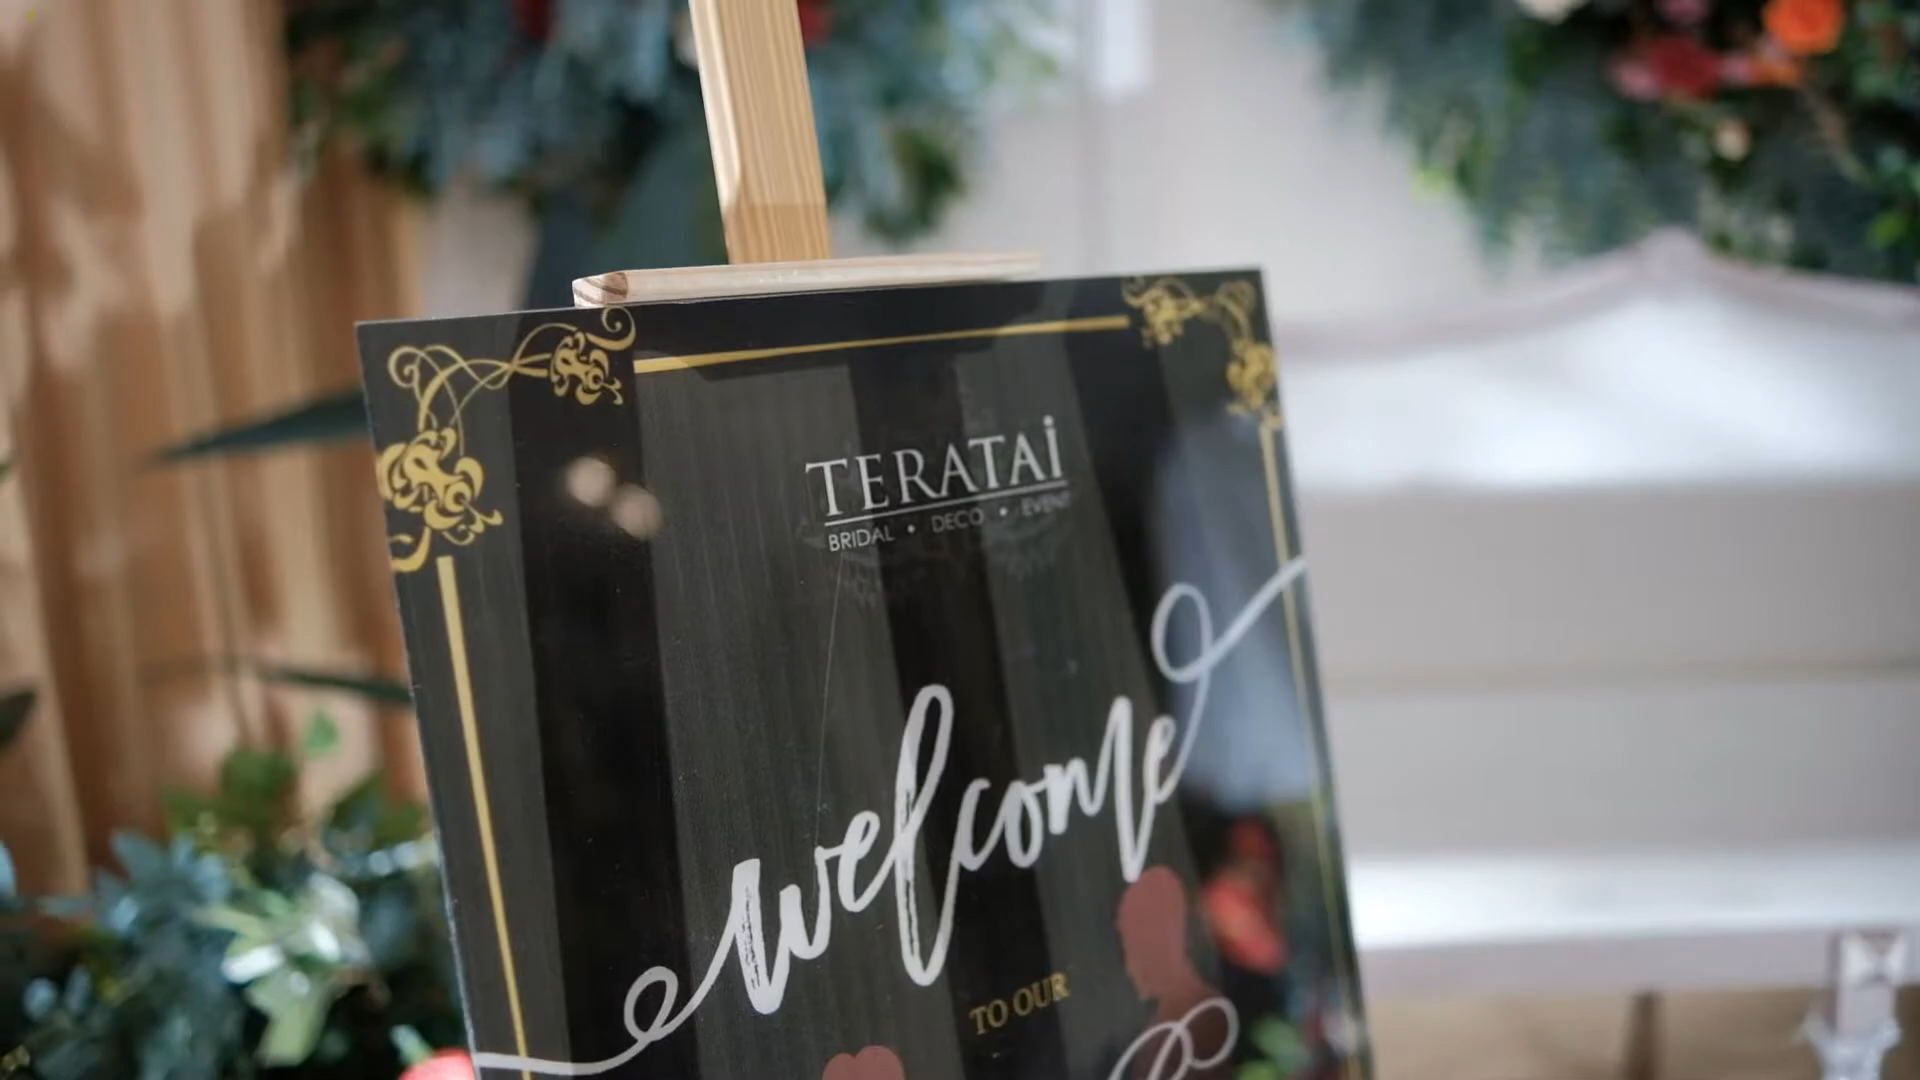 TERATAi
BRIDAL • DECO • EVENT
welcome
TO OUR